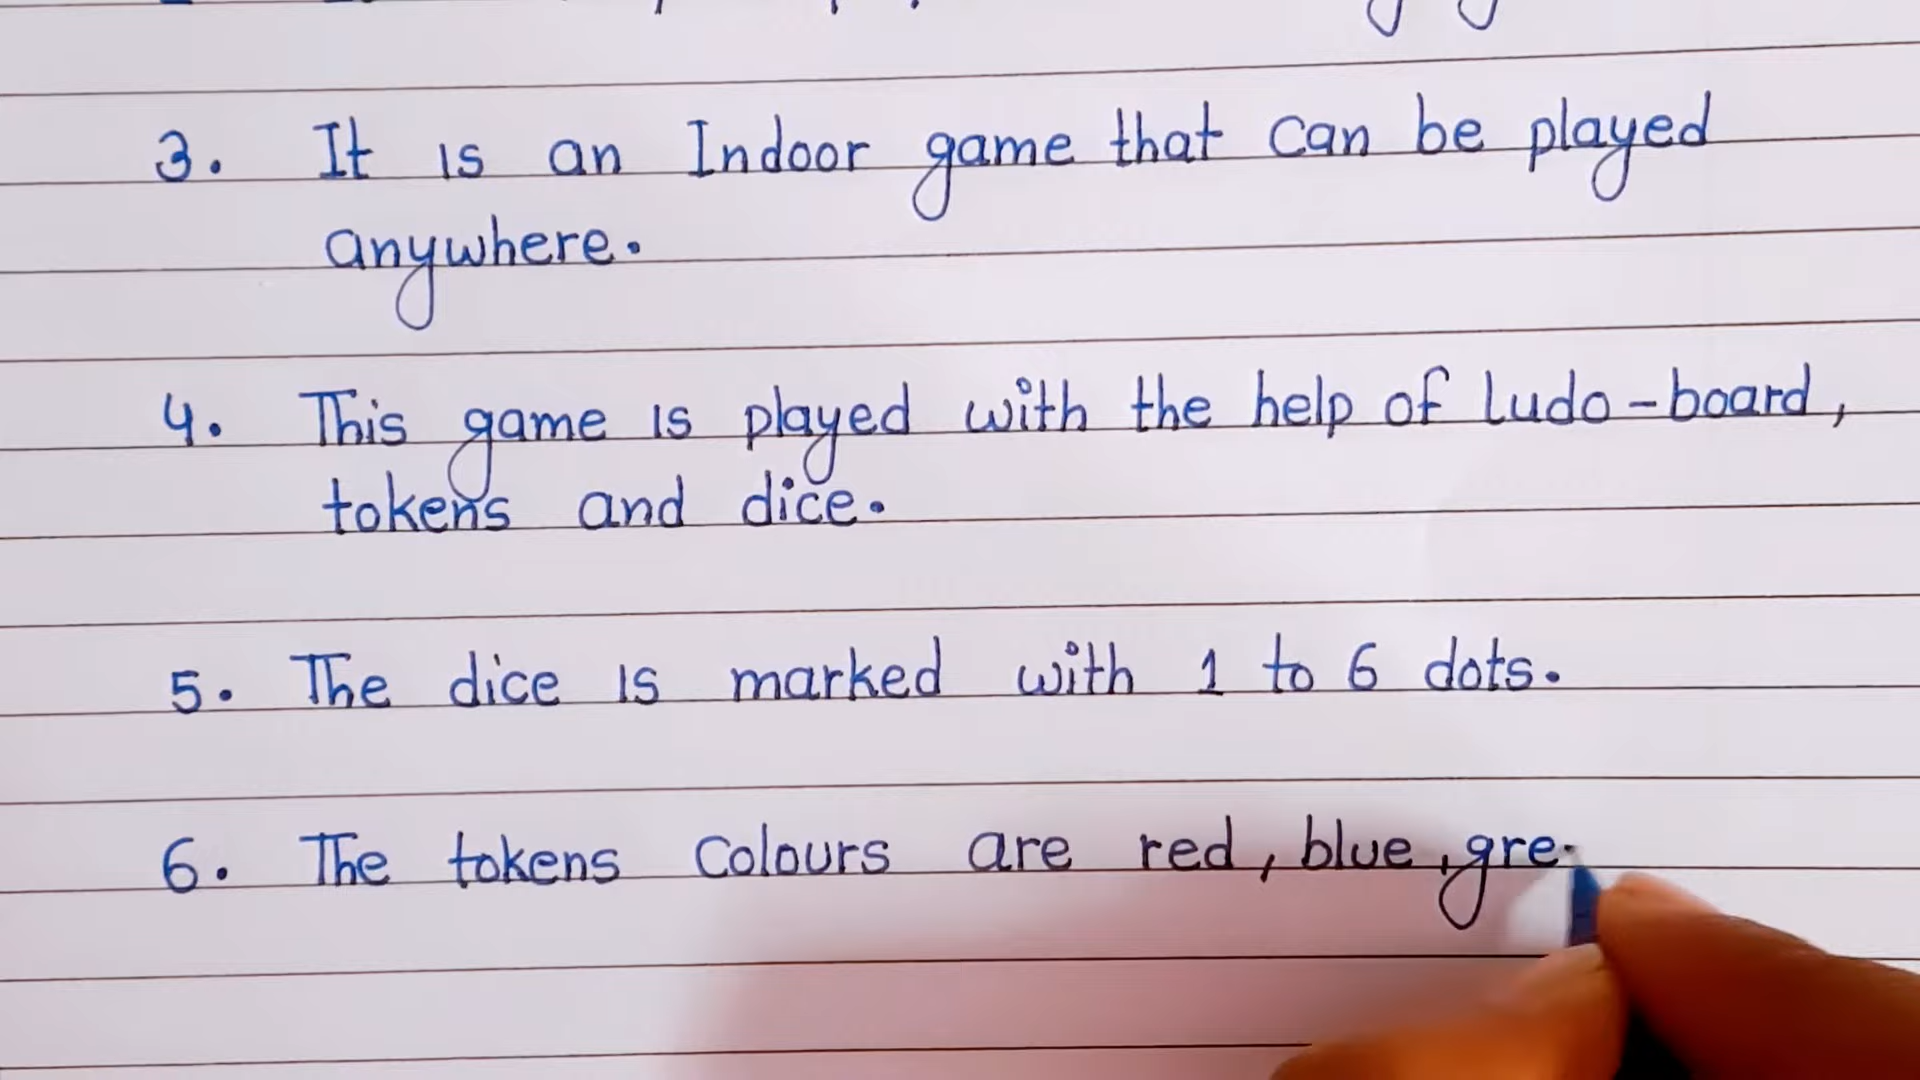 3. It is an Indoor game that can be played
anywhere.
4. This game is played with the help of ludo-board,
tokens and dice.
5. The dice is marked with 1 to 6 dots.
6. The tokens colours are red, blue, gre